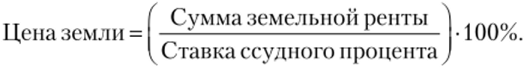 Цена земли = (Сумма земельной ренты / Ставка ссудного процента) · 100%.